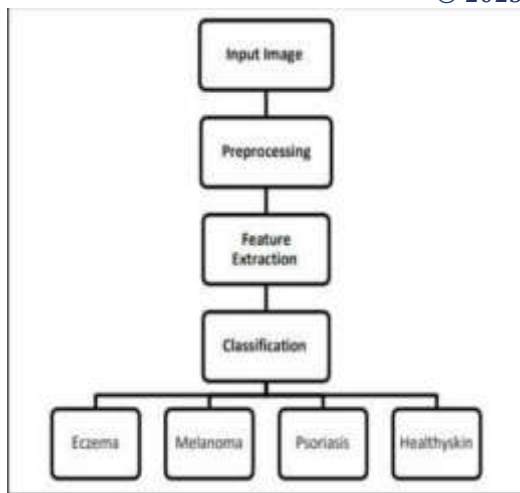 Input Image
Preprocessing
Feature
Extraction
Classification
Eczema
Melanoma
Psoriasis
Healthyskin